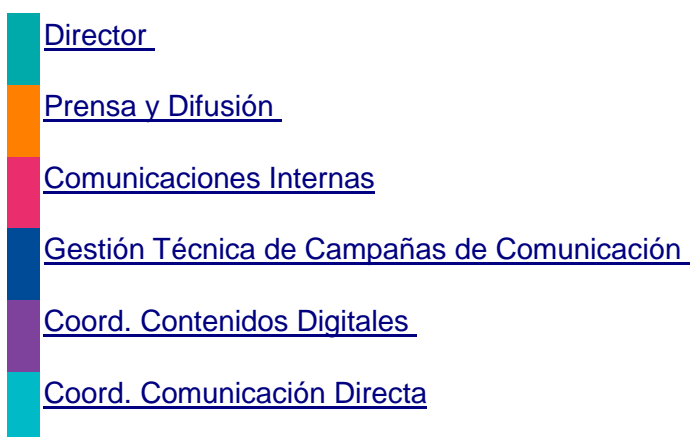 Director
Prensa y Difusión
Comunicaciones Internas
Gestión Técnica de Campañas de Comunicación
Coord. Contenidos Digitales
Coord. Comunicación Directa